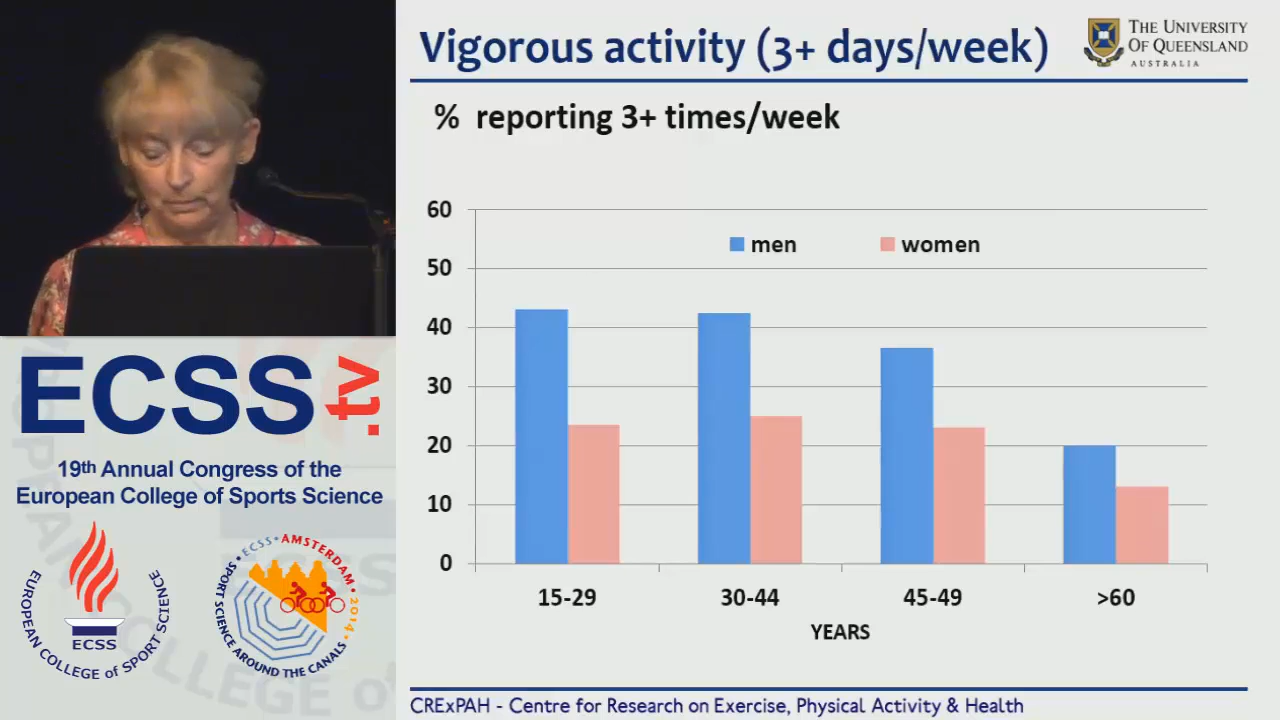 Vigorous activity (3+ days/week)
THE UNIVERSITY
OF QUEENSLAND
AUSTRALIA
% reporting 3+ times/week
60
50
40
30
20
10
0
men
women
15-29
30-44
45-49
>60
YEARS
CRExPAH - Centre for Research on Exercise, Physical Activity & Health
ECSS.tv
19th Annual Congress of the
European College of Sports Science
EUROPEAN COLLEGE of SPORT SCIENCE
ECSS
• ECSS • AMSTERDAM • 2014 •
SPORT SCIENCE AROUND THE CANALS